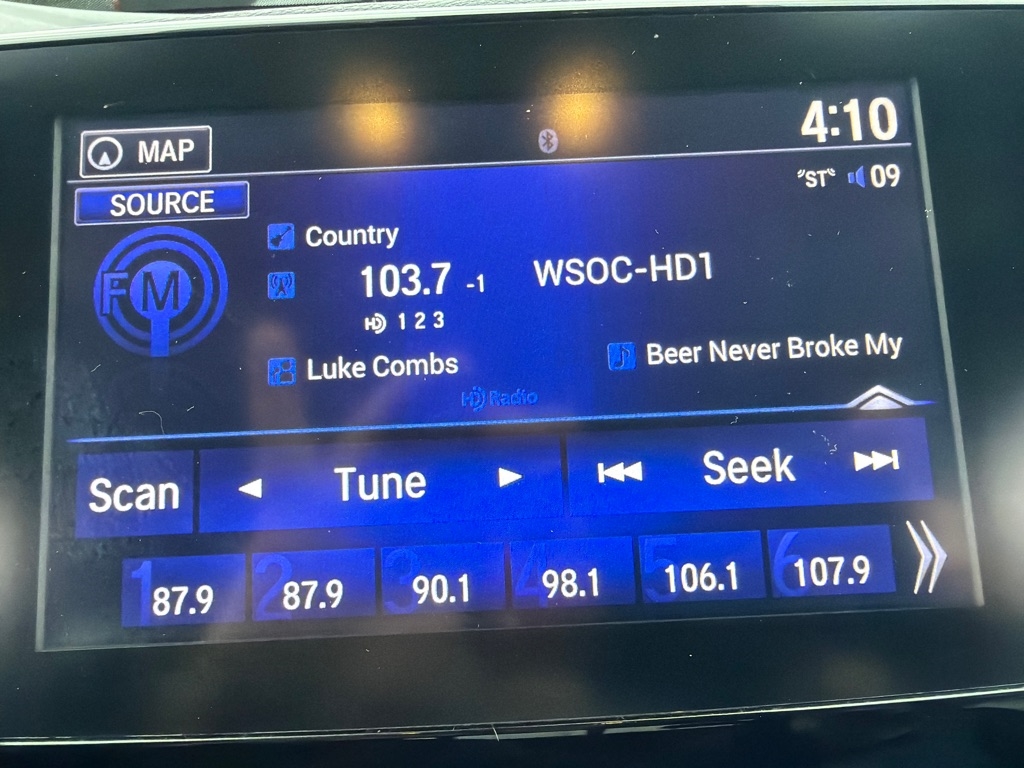 MAP
4:10
SOURCE
"ST" 09
Country
FM
103.7 -1 WSOC-HD1
HD 1 2 3
Luke Combs
Beer Never Broke My
HD Radio
Scan Tune Seek
1 87.9 2 87.9 3 90.1 4 98.1 5 106.1 6 107.9